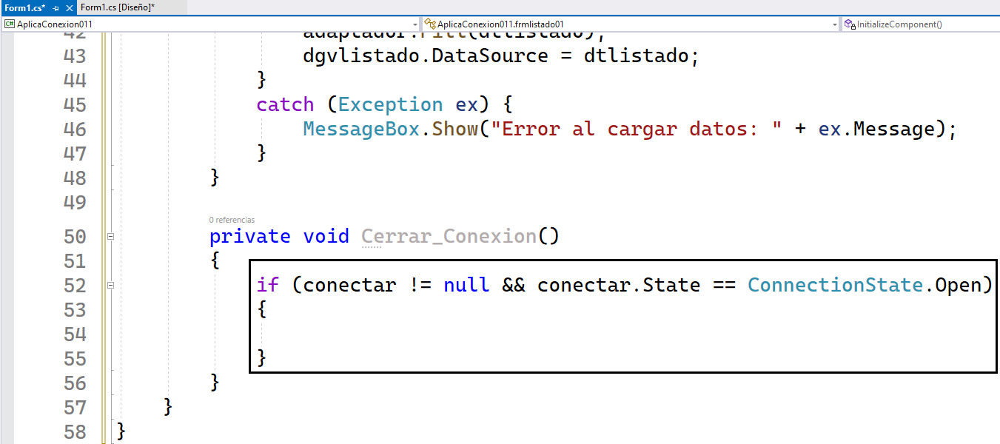 Form1.cs* Form1.cs [Diseño]*
AplicaConexion011 AplicaConexion011.frmlistado01 InitializeComponent()
42 adaptador.Fill(dtlistado);
43 dgvlistado.DataSource = dtlistado;
44 }
45 catch (Exception ex) {
46 MessageBox.Show("Error al cargar datos: " + ex.Message);
47 }
48 }
49
0 referencias
50 private void Cerrar_Conexion()
51 {
52 if (conectar != null && conectar.State == ConnectionState.Open)
53 {
54
55 }
56 }
57 }
58 }